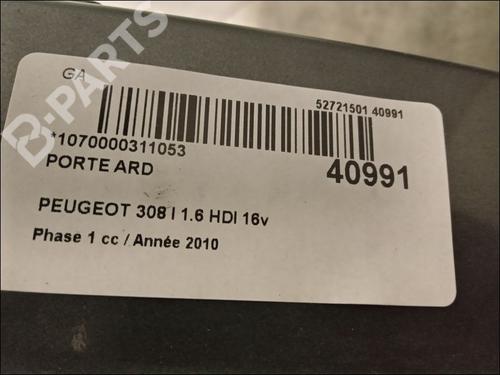 GA
52721501 40991
*1070000311053
PORTE ARD
40991
PEUGEOT 308 I 1.6 HDI 16v
Phase 1 cc / Année 2010
B-PARTS